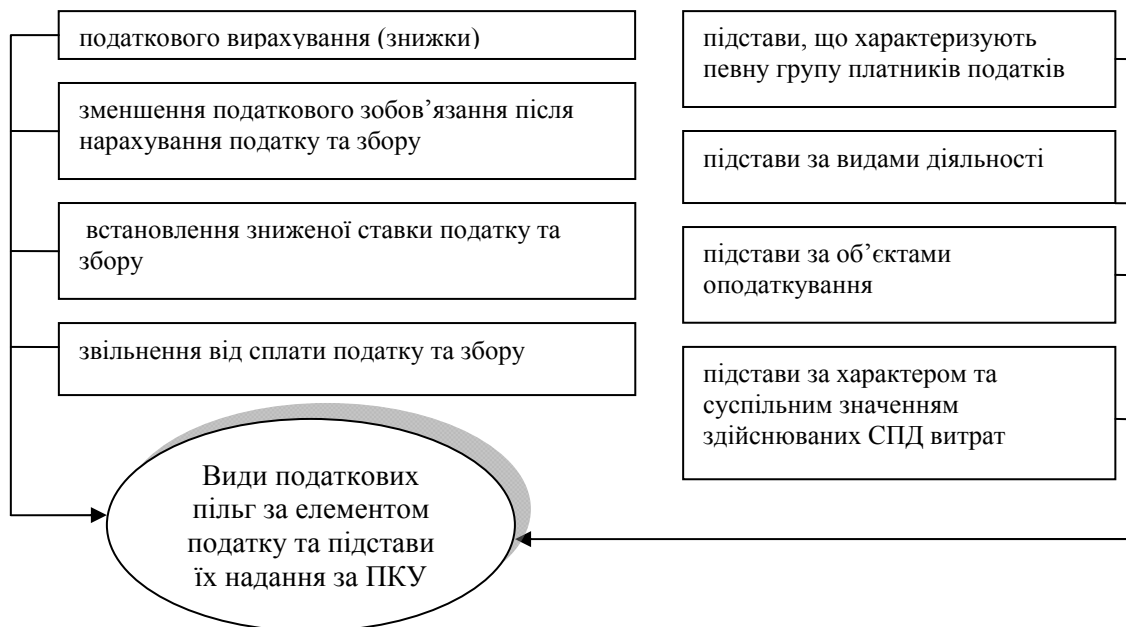 податкового вирахування (знижки)
зменшення податкового зобов’язання після
нарахування податку та збору
встановлення зниженої ставки податку та
збору
звільнення від сплати податку та збору
підстави, що характеризують
певну групу платників податків
підстави за видами діяльності
підстави за об’єктами
оподаткування
підстави за характером та
суспільним значенням
здійснюваних СПД витрат
Види податкових
пільг за елементом
податку та підстави
їх надання за ПКУ